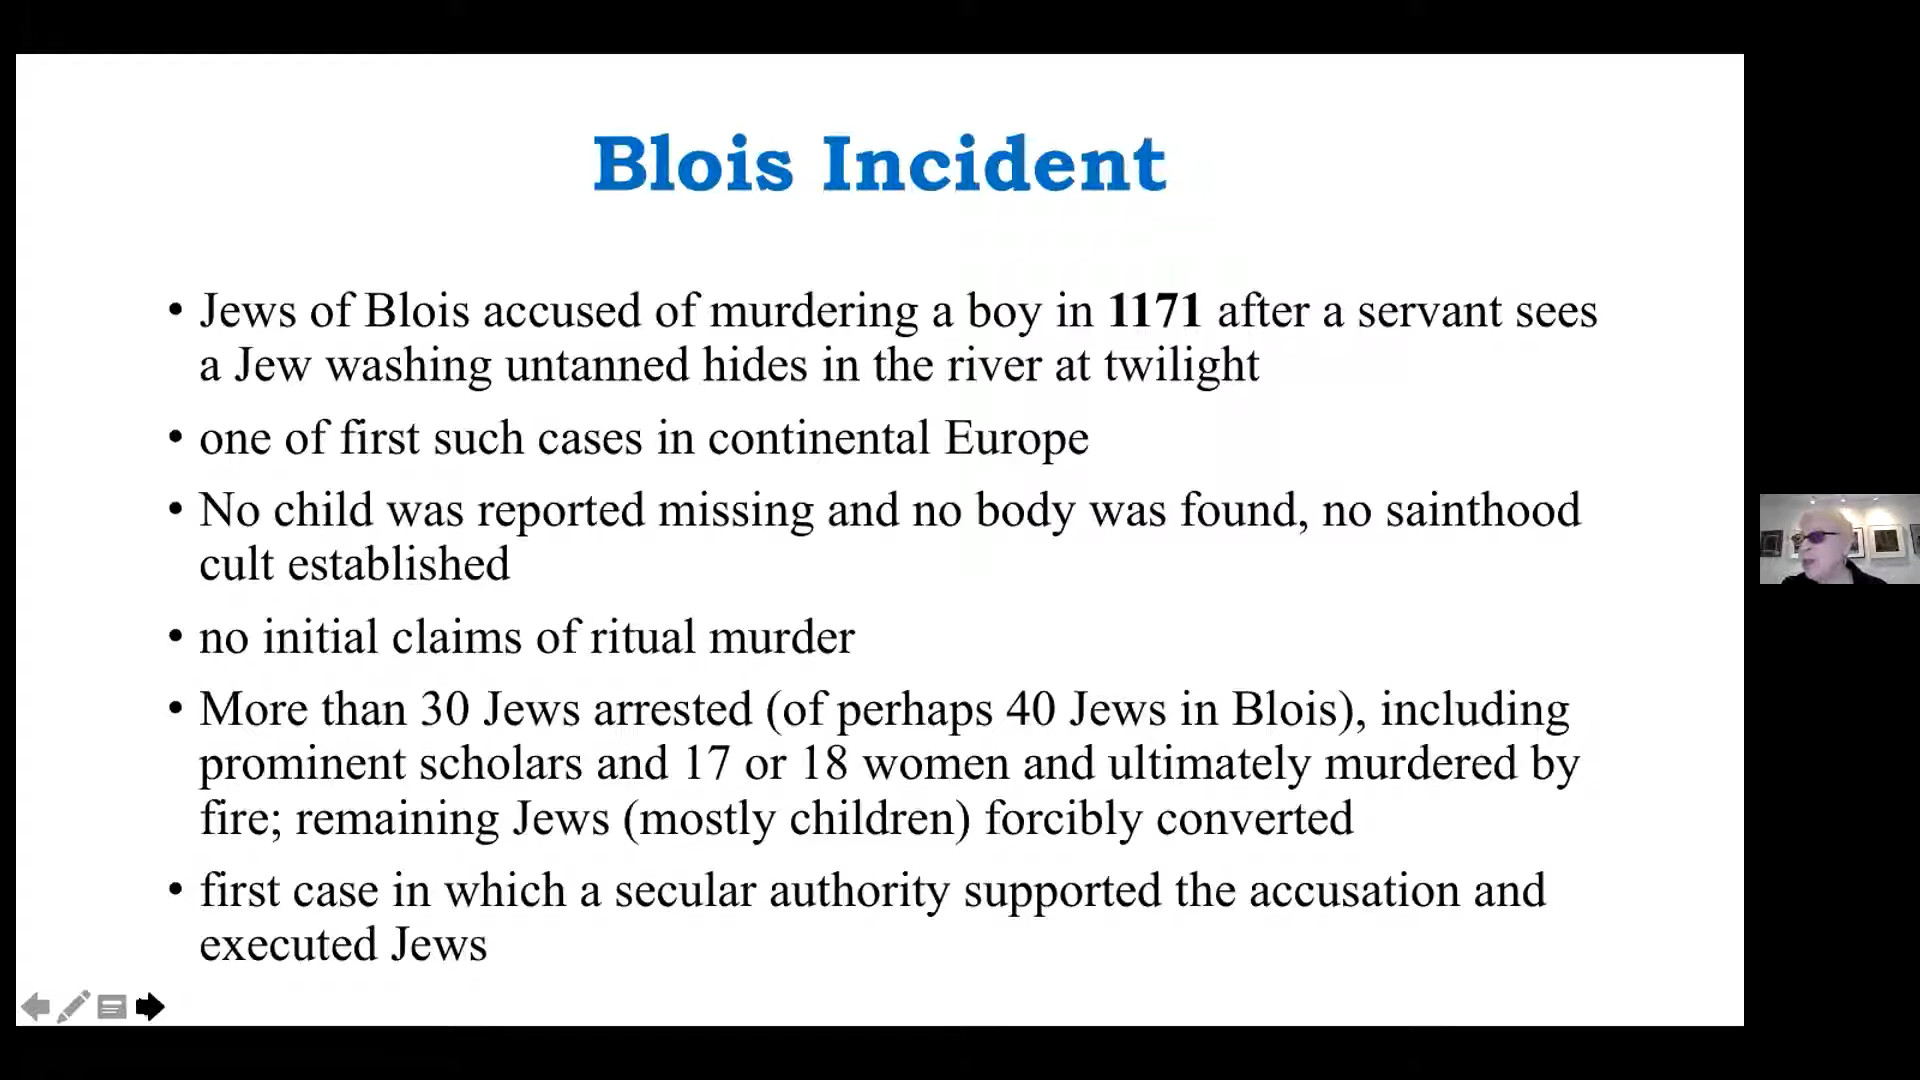 Blois Incident
• Jews of Blois accused of murdering a boy in 1171 after a servant sees
a Jew washing untanned hides in the river at twilight
• one of first such cases in continental Europe
• No child was reported missing and no body was found, no sainthood
cult established
• no initial claims of ritual murder
• More than 30 Jews arrested (of perhaps 40 Jews in Blois), including
prominent scholars and 17 or 18 women and ultimately murdered by
fire; remaining Jews (mostly children) forcibly converted
• first case in which a secular authority supported the accusation and
executed Jews